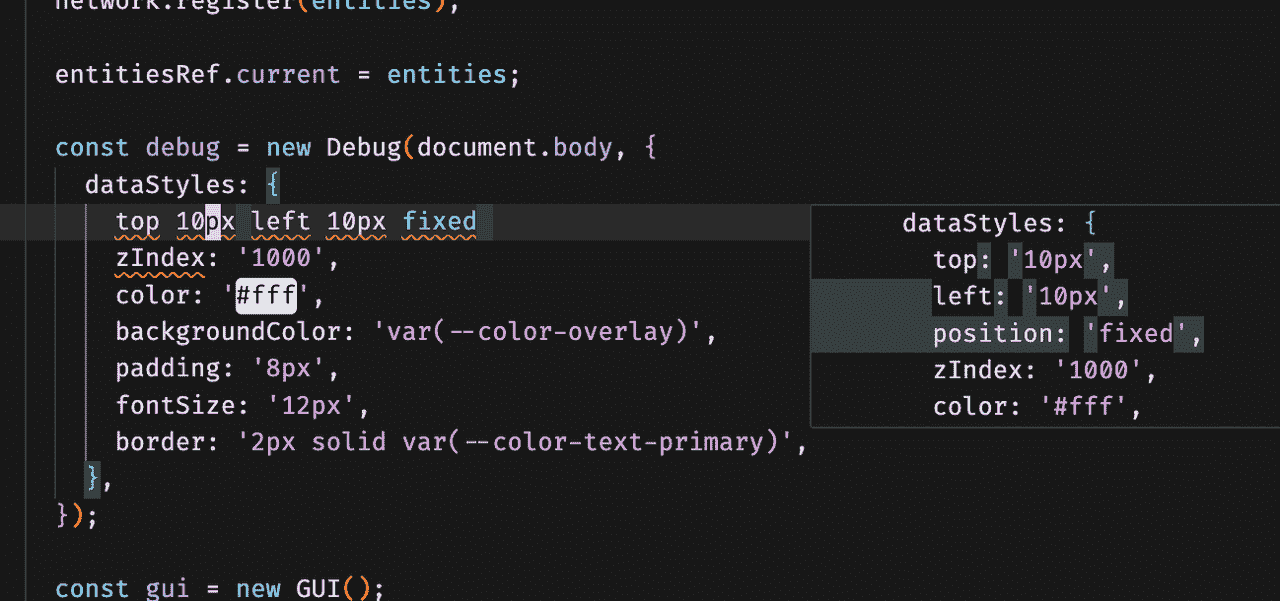 network.register(entities);
entitiesRef.current = entities;
const debug = new Debug(document.body, {
dataStyles: {
top 10px left 10px fixed
zIndex: '1000',
color: '#fff',
backgroundColor: 'var(--color-overlay)',
padding: '8px',
fontSize: '12px',
border: '2px solid var(--color-text-primary)',
},
});
const gui = new GUI();
dataStyles: {
top: '10px',
left: '10px',
position: 'fixed',
zIndex: '1000',
color: '#fff',